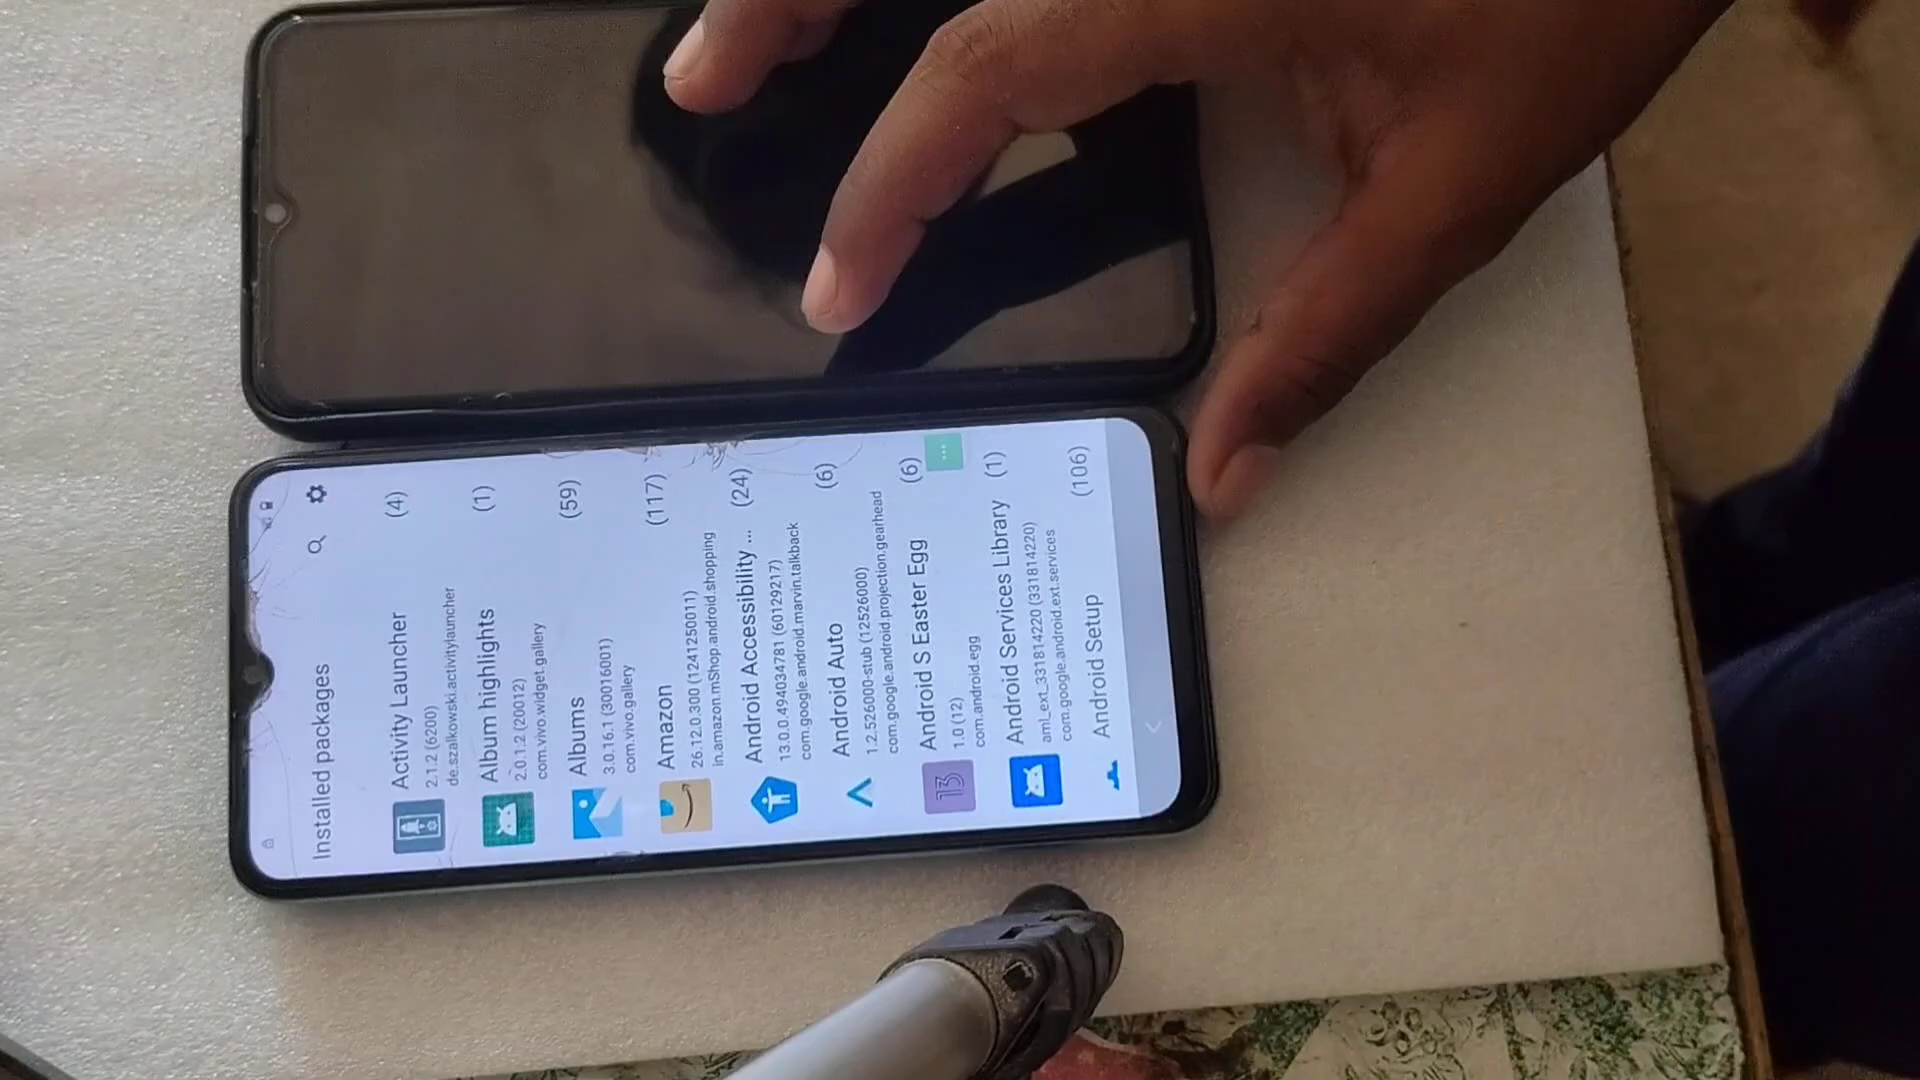 Installed packages
Activity Launcher
2.1.2 (6200)
de.szalkowski.activitylauncher
(4)
Album highlights
2.0.1.2 (20012)
com.vivo.widget.gallery
(1)
Albums
3.0.16.1 (30016001)
com.vivo.gallery
(59)
Amazon
26.12.0.300 (1241250011)
in.amazon.mShop.android.shopping
(117)
Android Accessibility ...
13.0.0.494034781 (60129217)
com.google.android.marvin.talkback
(24)
Android Auto
1.2.526000-stub (12526000)
com.google.android.projection.gearhead
(6)
13
Android S Easter Egg
1.0 (12)
com.android.egg
(6)
Android Services Library
aml_ext_331814220 (331814220)
com.google.android.ext.services
(1)
Android Setup
(106)